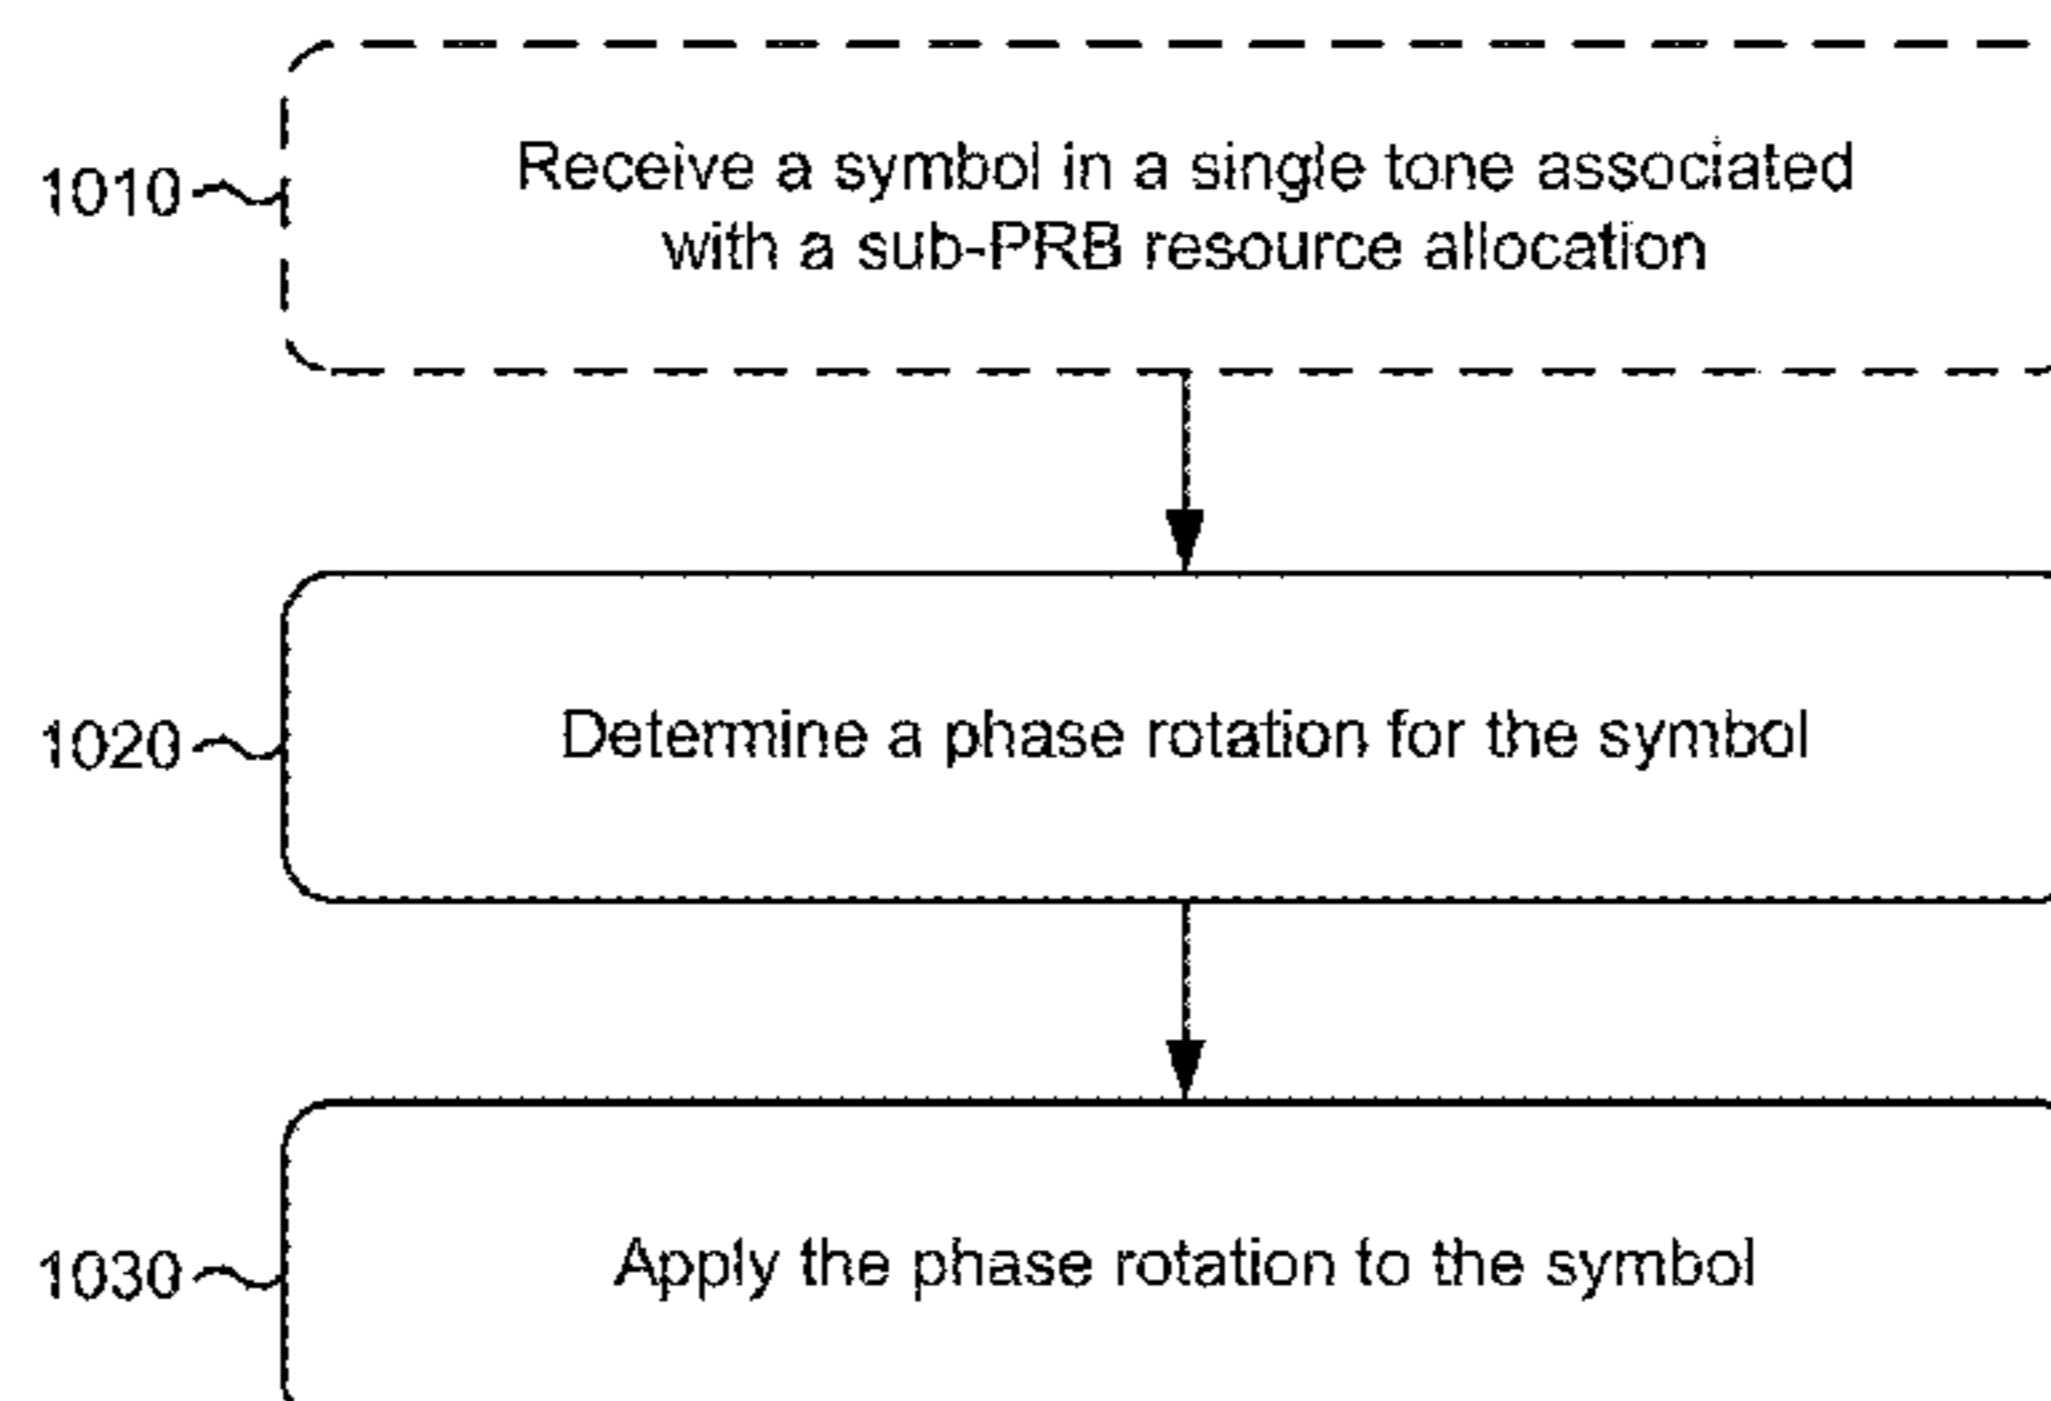 1010
Receive a symbol in a single tone associated
with a sub-PRB resource allocation
1020
Determine a phase rotation for the symbol
1030
Apply the phase rotation to the symbol